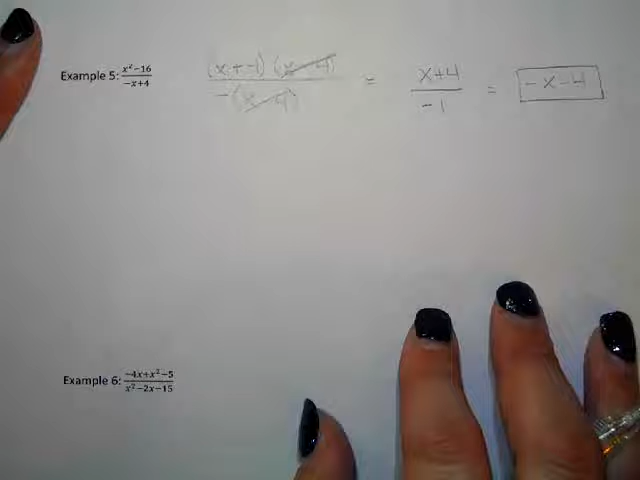 Example 5: x²−16/−x+4 (x+4)(x−4)/−(x−4) = x+4/−1 = −x−4
Example 6: −4x+x²−5/x²−2x−15